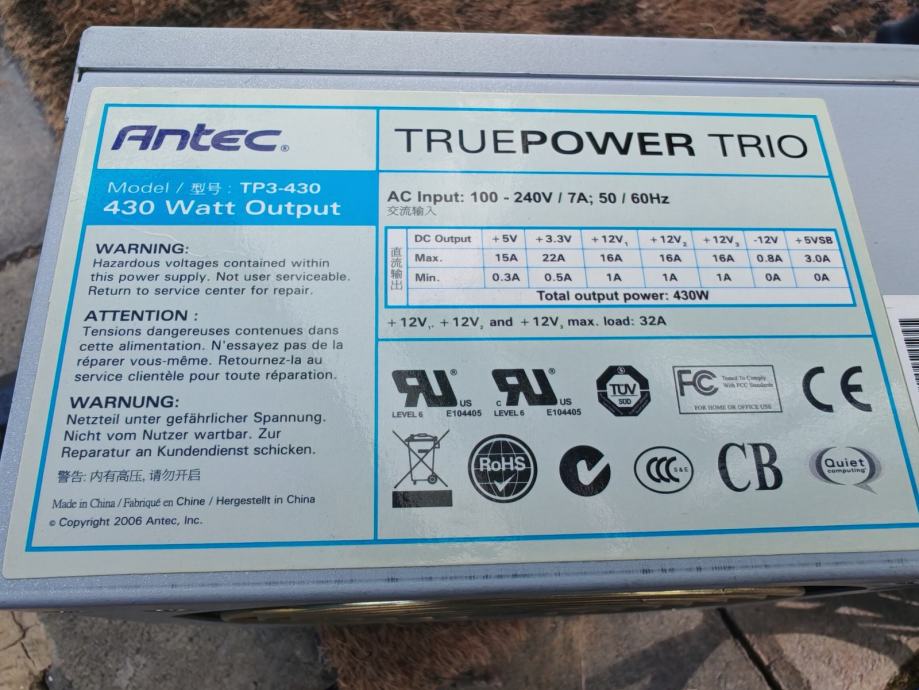 Antec®
TRUEPOWER TRIO
Model / 型号 : TP3-430
430 Watt Output
WARNING:
Hazardous voltages contained within
this power supply. Not user serviceable.
Return to service center for repair.
ATTENTION :
Tensions dangereuses contenues dans
cette alimentation. N'essayez pas de la
réparer vous-même. Retournez-la au
service clientèle pour toute réparation.
WARNUNG:
Netzteil unter gefährlicher Spannung.
Nicht vom Nutzer wartbar. Zur
Reparatur an Kundendienst schicken.
警告: 内有高压, 请勿开启
Made in China / Fabriqué en Chine / Hergestellt in China
© Copyright 2006 Antec, Inc.
AC Input: 100 - 240V / 7A; 50 / 60Hz
交流输入
直流输出
DC Output +5V +3.3V +12V₁ +12V₂ +12V₃ -12V +5VSB
Max. 15A 22A 16A 16A 16A 0.8A 3.0A
Min. 0.3A 0.5A 1A 1A 1A 0A 0A
Total output power: 430W
+12V₁, +12V₂ and +12V₃ max. load: 32A
RU® US
LEVEL 6 E104405
c RU® US
LEVEL 6 E104405
TUV
SUD
FC Tested To Comply
With FCC Standards
FOR HOME OR OFFICE USE
CE
RoHS
CCC S&E
CB
Quiet
computing™